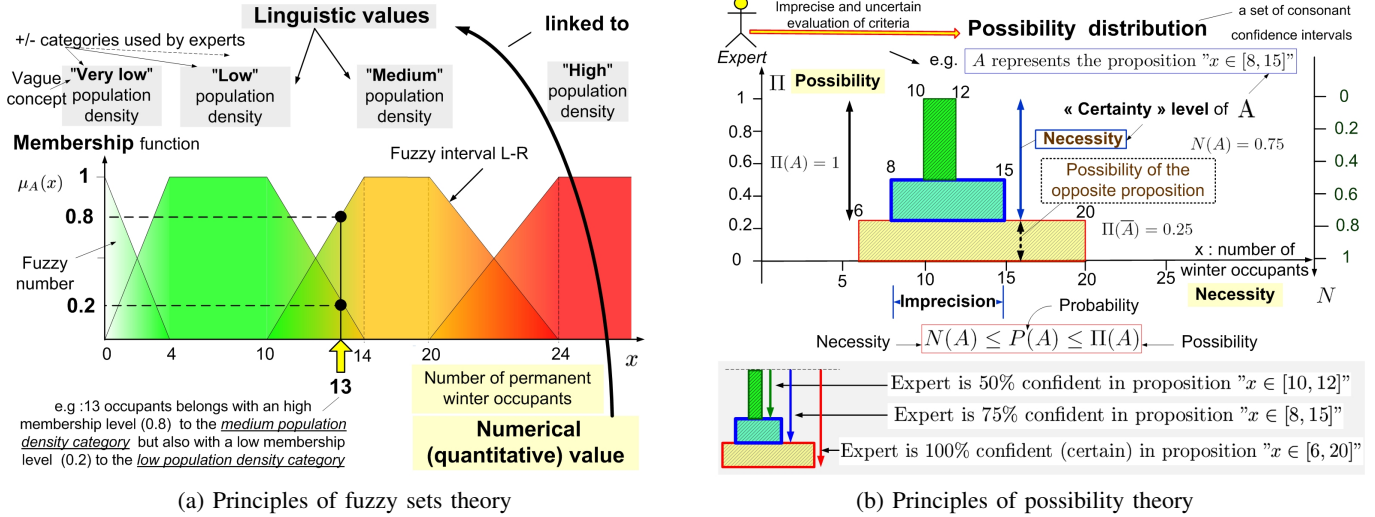 Linguistic values
linked to
+/- categories used by experts
Vague
concept
"Very low"
population
density
"Low"
population
density
"Medium"
population
density
"High"
population
density
Membership function
Fuzzy interval L-R
μ_A(x)
1
0.8
0.2
Fuzzy
number
0 4 10 14 20 24 x
13
Number of permanent
winter occupants
Numerical
(quantitative) value
e.g :13 occupants belongs with an high
membership level (0.8) to the medium population
density category but also with a low membership
level (0.2) to the low population density category
(a) Principles of fuzzy sets theory
Imprecise and uncertain
evaluation of criteria
Expert
Possibility distribution
a set of consonant
confidence intervals
e.g. A represents the proposition "x ∈ [8, 15]"
Π Possibility
1
0.8
0.6
0.4
0.2
0
10 12
8 15
6 20
Π(A) = 1
« Certainty » level of A
Necessity
N(A) = 0.75
Possibility of the
opposite proposition
Π(A̅) = 0.25
0
0.2
0.4
0.6
0.8
1
x : number of
winter occupants
5 10 15 20 25
Necessity N
Imprecision
Probability
Necessity
N(A) ≤ P(A) ≤ Π(A)
Possibility
Expert is 50% confident in proposition "x ∈ [10, 12]"
Expert is 75% confident in proposition "x ∈ [8, 15]"
Expert is 100% confident (certain) in proposition "x ∈ [6, 20]"
(b) Principles of possibility theory